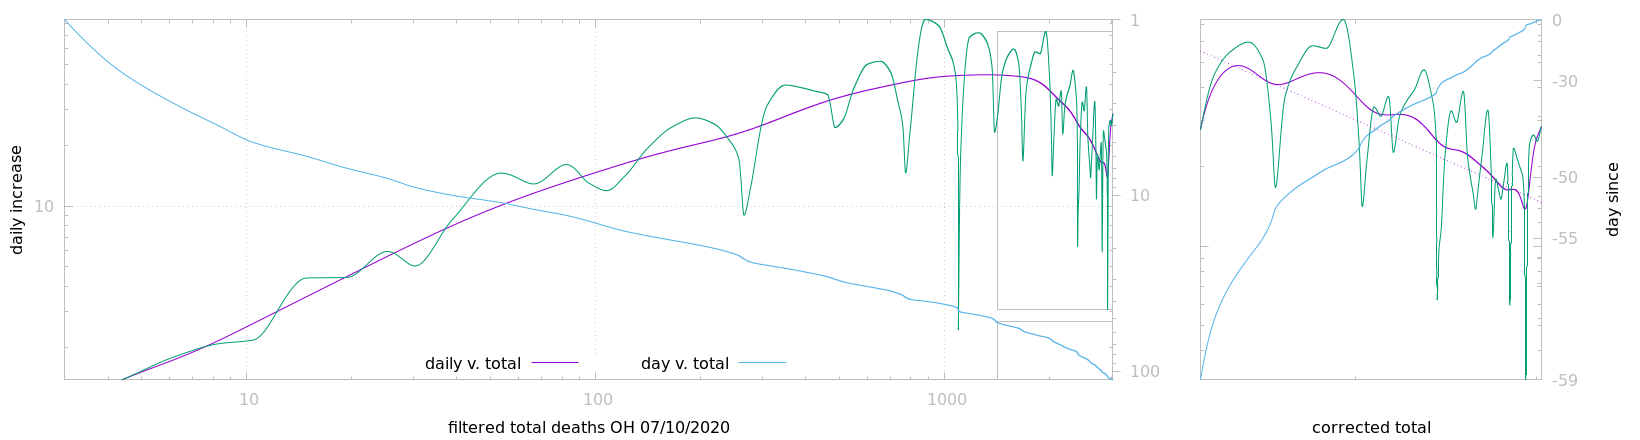 daily increase
10
daily v. total
day v. total
10
100
1000
1
10
100
filtered total deaths OH 07/10/2020
0
-30
-50
-55
-59
day since
corrected total